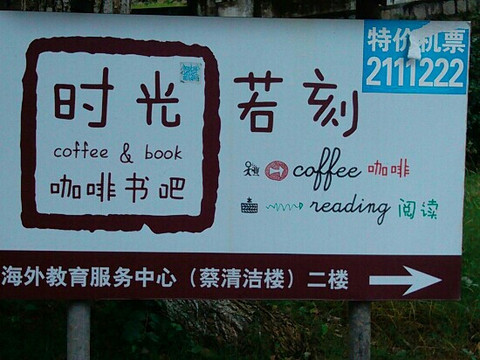 特价机票
2111222
时光若刻
coffee & book
咖啡书吧
coffee 咖啡
reading 阅读
海外教育服务中心（蔡清洁楼）二楼